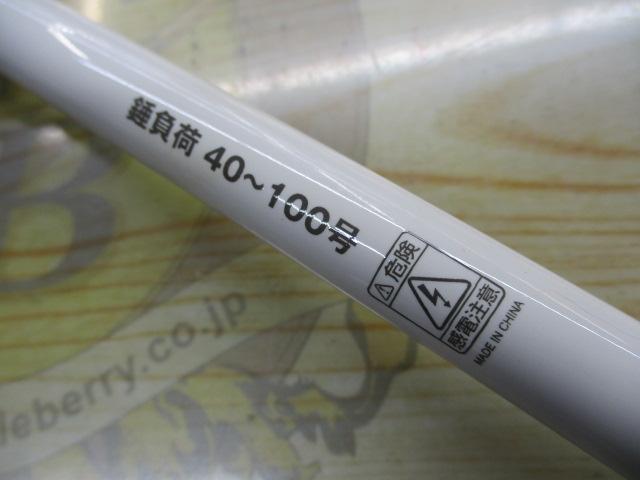 錘負荷 40~100号
⚠危険
感電注意
MADE IN CHINA
B
leberry.co.jp